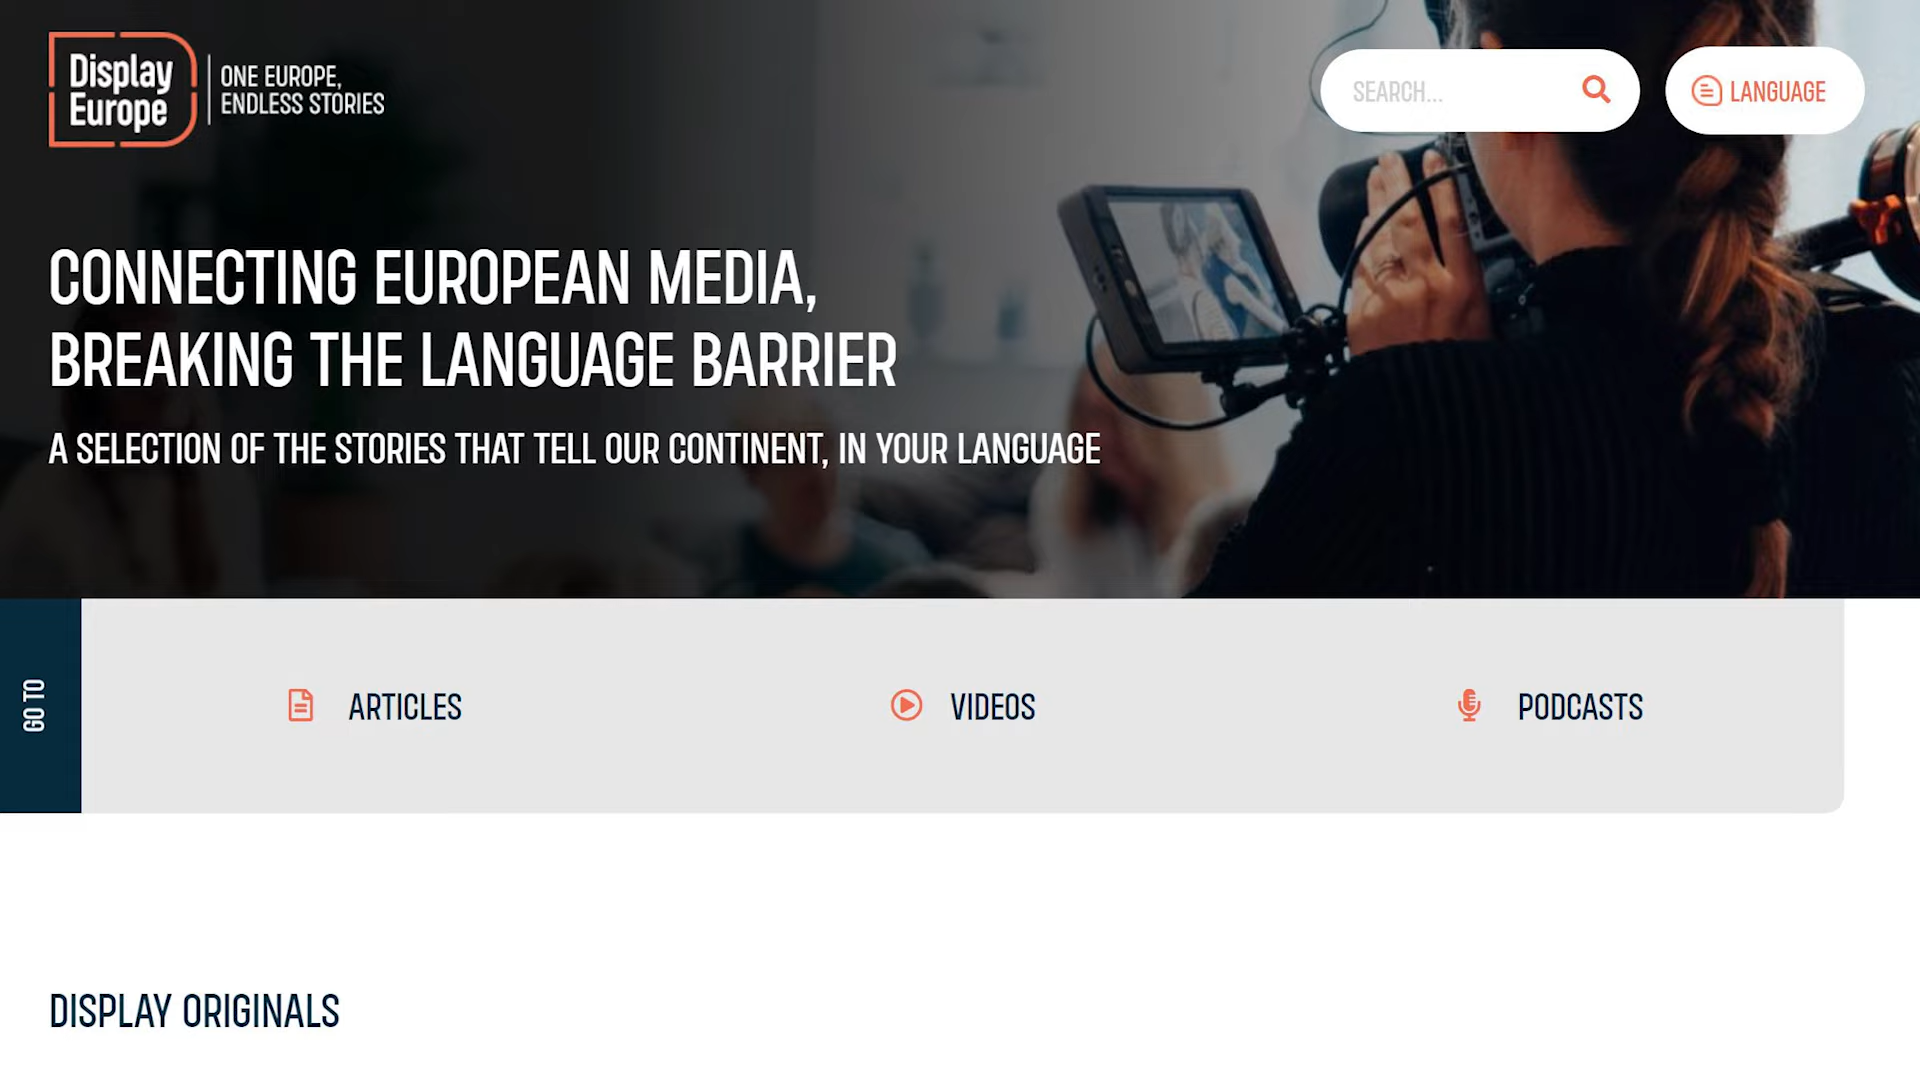 Display
Europe
ONE EUROPE,
ENDLESS STORIES
SEARCH...
LANGUAGE
CONNECTING EUROPEAN MEDIA,
BREAKING THE LANGUAGE BARRIER
A SELECTION OF THE STORIES THAT TELL OUR CONTINENT, IN YOUR LANGUAGE
GO TO
ARTICLES
VIDEOS
PODCASTS
DISPLAY ORIGINALS